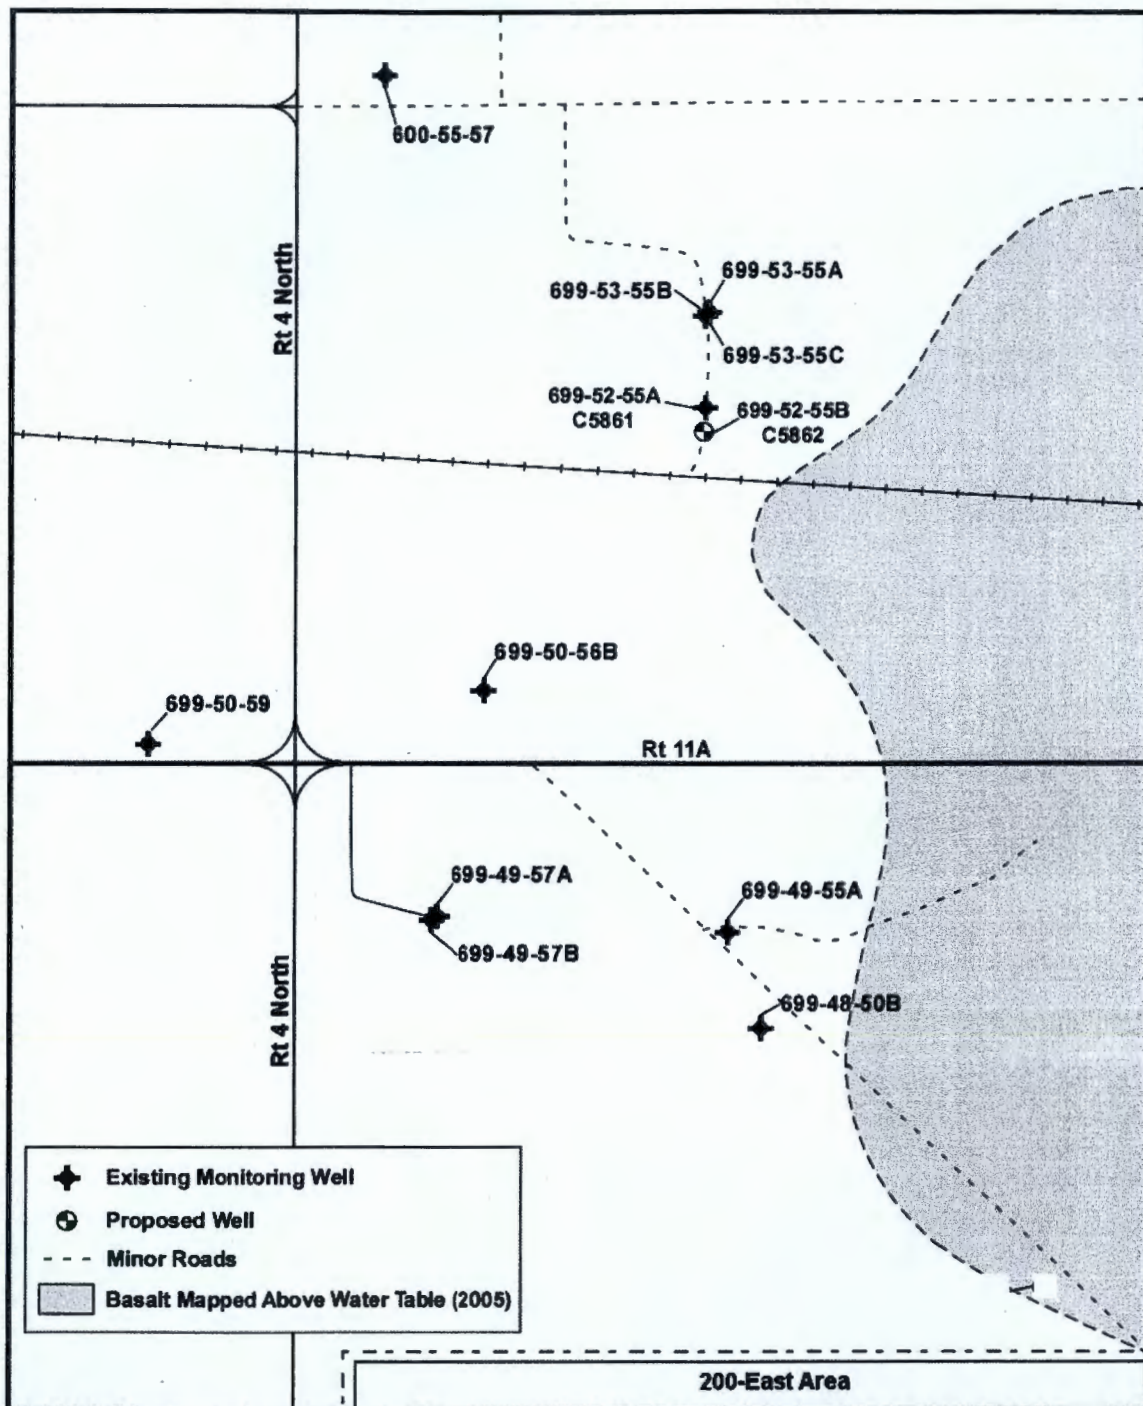 600-55-57
Rt 4 North
699-53-55A
699-53-55B
699-53-55C
699-52-55A
C5861
699-52-55B
C5862
699-50-56B
699-50-59
Rt 11A
699-49-57A
699-49-57B
699-49-55A
699-48-50B
Rt 4 North
Existing Monitoring Well
Proposed Well
Minor Roads
Basalt Mapped Above Water Table (2005)
200-East Area